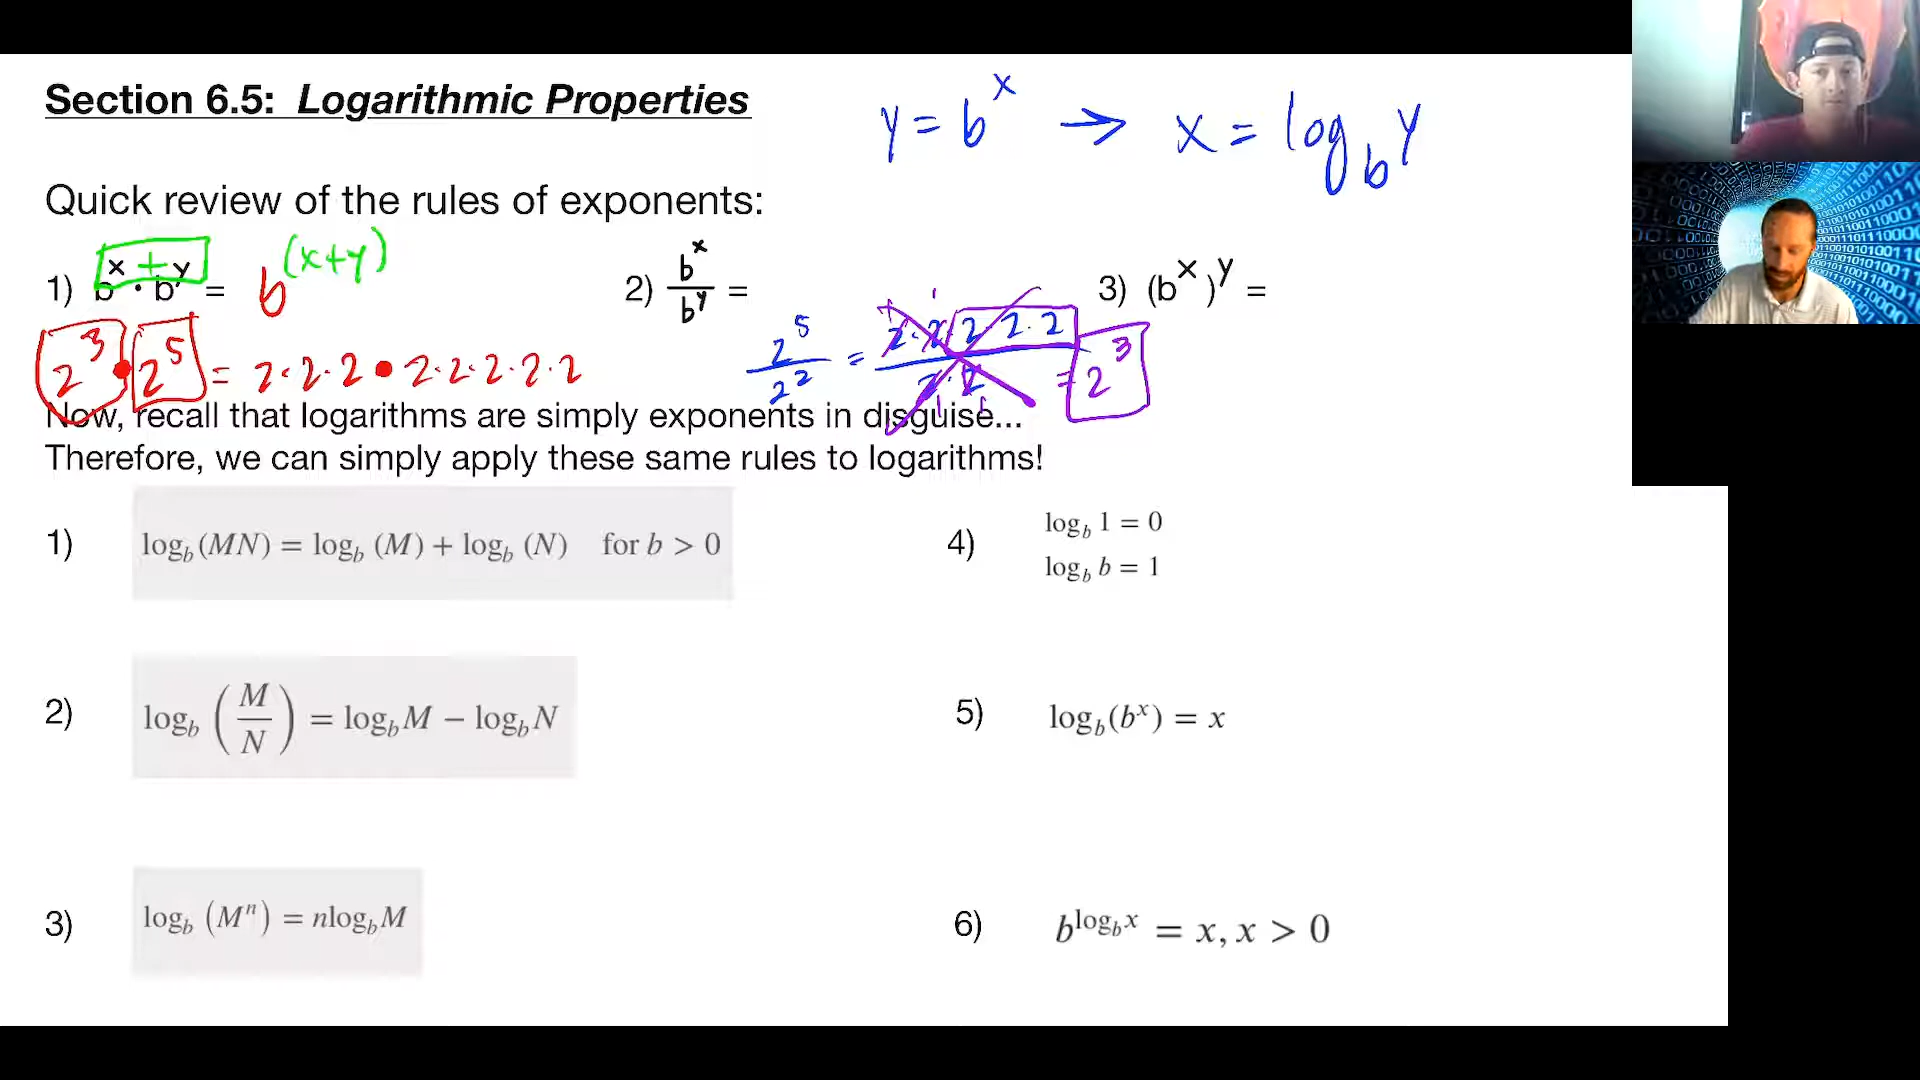 Section 6.5: Logarithmic Properties
y = b^x → x = log_b y
Quick review of the rules of exponents:
1) b^x · b^y = b^(x+y)
+
2) b^x / b^y =
3) (b^x)^y =
2^3 · 2^5 = 2·2·2 · 2·2·2·2·2
2^5 / 2^2 = 2·2·2·2·2 / 2·2 = 2^3
Now, recall that logarithms are simply exponents in disguise...
Therefore, we can simply apply these same rules to logarithms!
1) log_b (MN) = log_b (M) + log_b (N) for b > 0
4) log_b 1 = 0
log_b b = 1
2) log_b (M/N) = log_b M − log_b N
5) log_b (b^x) = x
3) log_b (M^n) = n log_b M
6) b^(log_b x) = x, x > 0